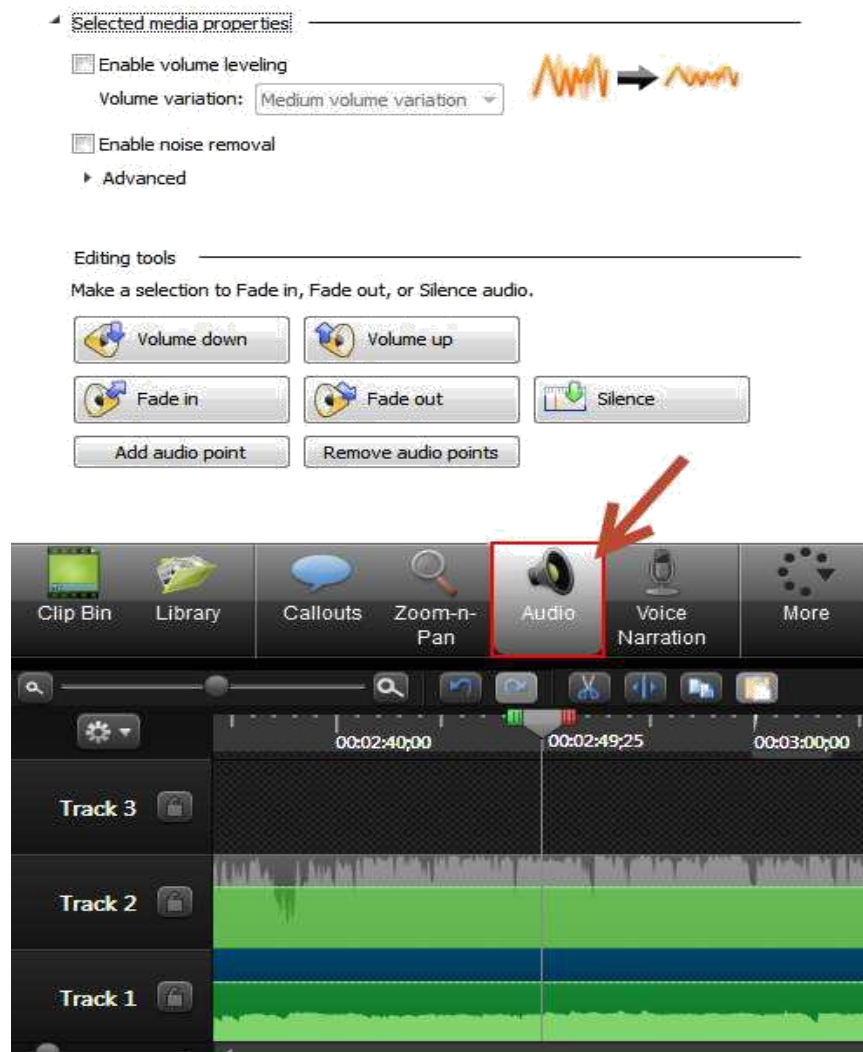 Selected media properties
Enable volume leveling
Volume variation: Medium volume variation
Enable noise removal
Advanced
Editing tools
Make a selection to Fade in, Fade out, or Silence audio.
Volume down Volume up
Fade in Fade out Silence
Add audio point Remove audio points
Clip Bin Library Callouts Zoom-n- Audio Voice More
Pan Narration
00:02:40;00 00:02:49;25 00:03:00;00
Track 3
Track 2
Track 1